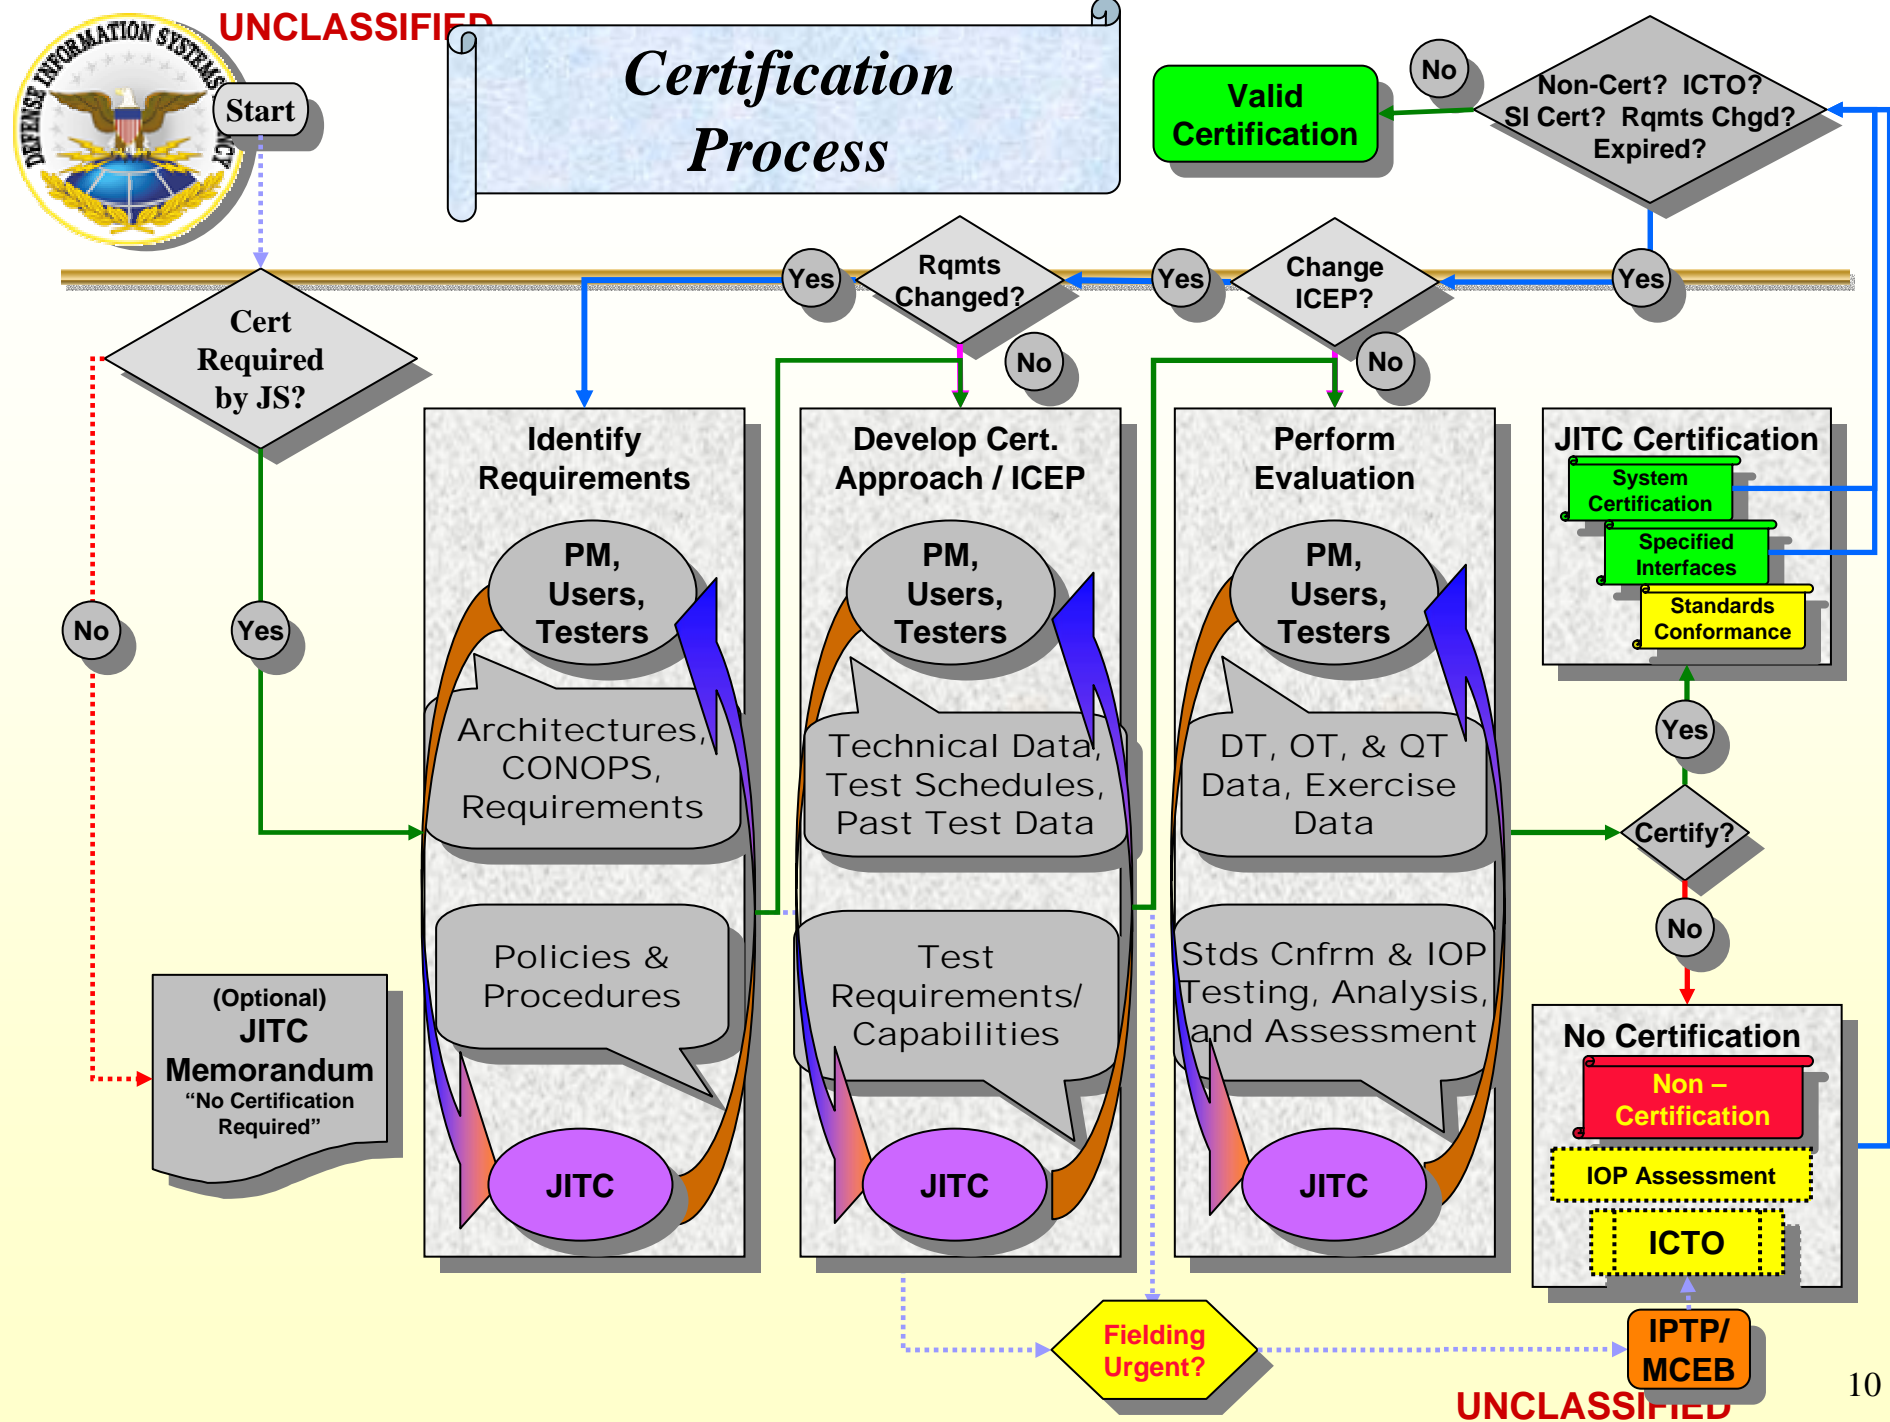 UNCLASSIFIED
DEFENSE INFORMATION SYSTEMS AGENCY
Start
Certification
Process
Valid
Certification
No
Non-Cert? ICTO?
SI Cert? Rqmts Chgd?
Expired?
Yes
Rqmts
Changed?
Yes
Change
ICEP?
Yes
No
No
Cert
Required
by JS?
No
Yes
(Optional)
JITC
Memorandum
“No Certification
Required”
Identify
Requirements
PM,
Users,
Testers
Architectures,
CONOPS,
Requirements
Policies &
Procedures
JITC
Develop Cert.
Approach / ICEP
PM,
Users,
Testers
Technical Data,
Test Schedules,
Past Test Data
Test
Requirements/
Capabilities
JITC
Perform
Evaluation
PM,
Users,
Testers
DT, OT, & QT
Data, Exercise
Data
Stds Cnfrm & IOP
Testing, Analysis,
and Assessment
JITC
JITC Certification
System
Certification
Specified
Interfaces
Standards
Conformance
Yes
Certify?
No
No Certification
Non –
Certification
IOP Assessment
ICTO
Fielding
Urgent?
IPTP/
MCEB
UNCLASSIFIED
10